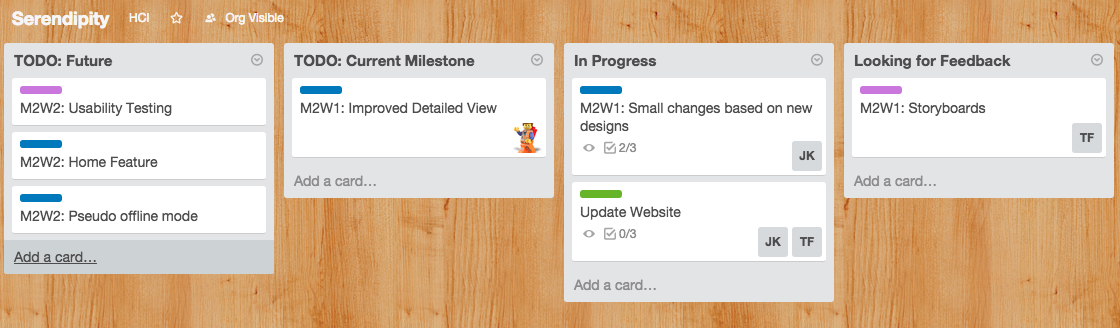 Serendipity HCI Org Visible
TODO: Future
M2W2: Usability Testing
M2W2: Home Feature
M2W2: Pseudo offline mode
Add a card…
TODO: Current Milestone
M2W1: Improved Detailed View
Add a card…
In Progress
M2W1: Small changes based on new
designs
2/3
JK
Update Website
0/3
JK TF
Add a card…
Looking for Feedback
M2W1: Storyboards
TF
Add a card…